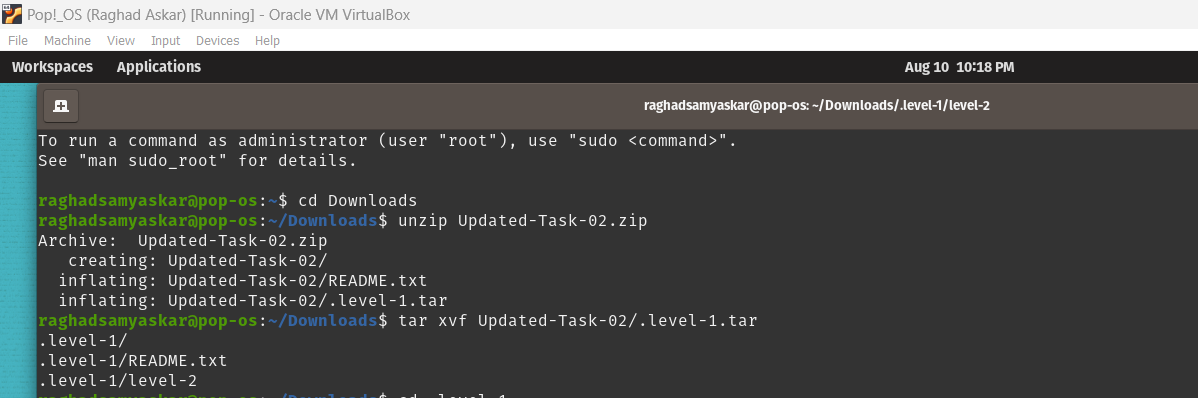 Pop!_OS (Raghad Askar) [Running] - Oracle VM VirtualBox
File Machine View Input Devices Help
Workspaces Applications Aug 10 10:18 PM
raghadsamyaskar@pop-os: ~/Downloads/.level-1/level-2
To run a command as administrator (user "root"), use "sudo <command>".
See "man sudo_root" for details.
raghadsamyaskar@pop-os:~$ cd Downloads
raghadsamyaskar@pop-os:~/Downloads$ unzip Updated-Task-02.zip
Archive:  Updated-Task-02.zip
   creating: Updated-Task-02/
  inflating: Updated-Task-02/README.txt
  inflating: Updated-Task-02/.level-1.tar
raghadsamyaskar@pop-os:~/Downloads$ tar xvf Updated-Task-02/.level-1.tar
.level-1/
.level-1/README.txt
.level-1/level-2